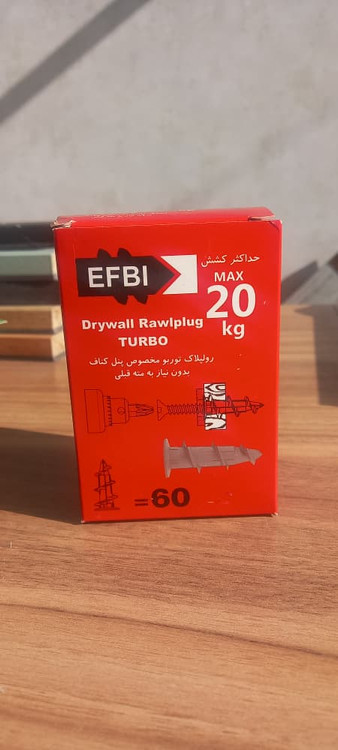 EFBI
حداکثر کشش
MAX
20
kg
Drywall Rawlplug
TURBO
رولپلاک توربو مخصوص پنل کناف
بدون نیاز به مته قبلی
=60